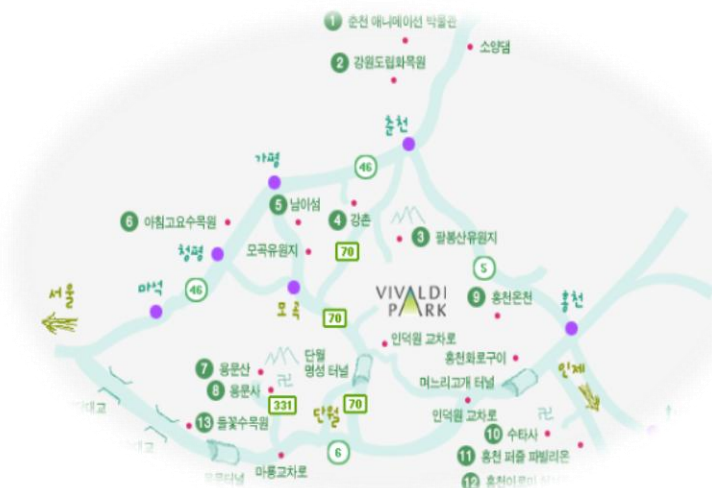 1 춘천 애니메이션 박물관
소양댐
2 강원도립화목원
춘천
가평
46
5 남이섬
6 아침고요수목원
4 강촌
3 팔봉산유원지
청평
모곡유원지
70
5
서울
마석
46
모곡
VIVALDI
PARK
9 홍천온천
홍천
70
인덕원 교차로
단월
명성 터널
홍천화로구이
7 용문산
며느리고개 터널
인제
8 용문사
331
단월
70
인덕원 교차로
13 들꽃수목원
10 수타사
6
마룡교차로
11 홍천 퍼즐 파빌리온
12